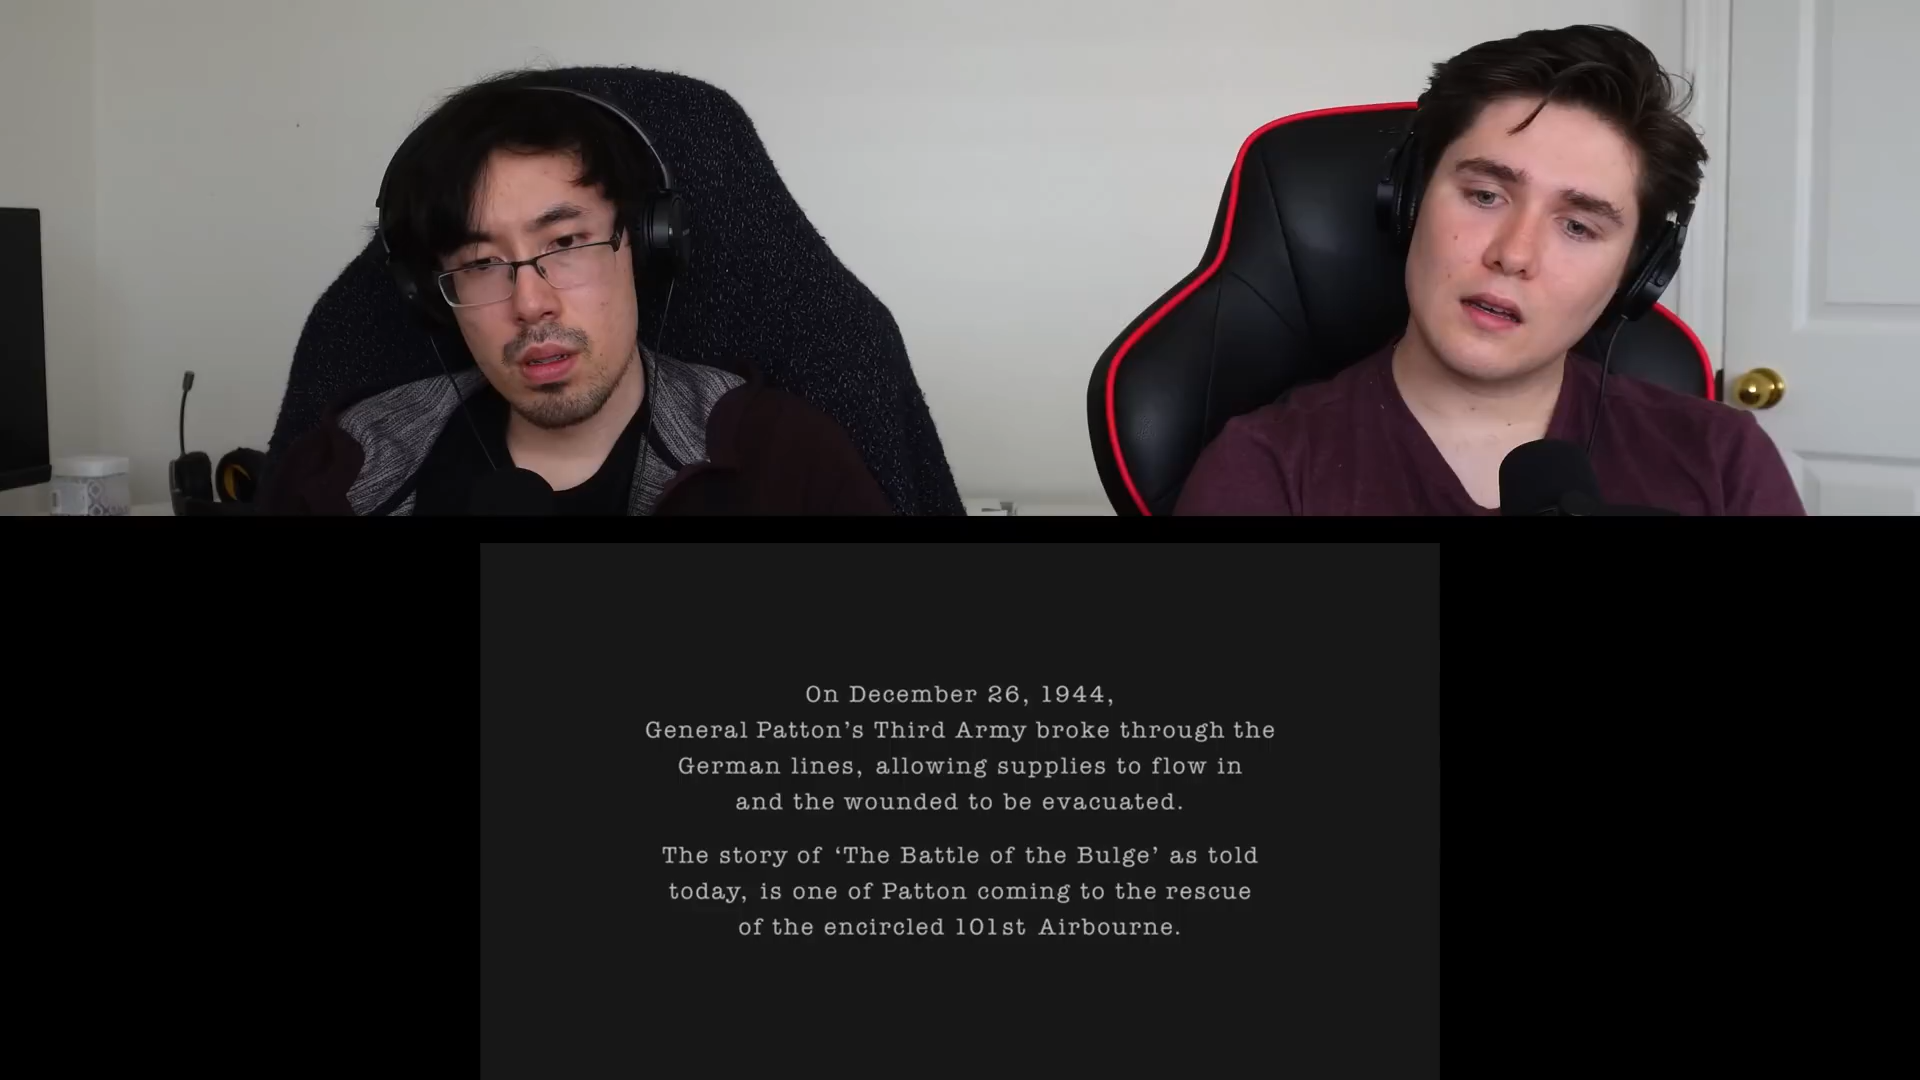 On December 26, 1944,
General Patton's Third Army broke through the
German lines, allowing supplies to flow in
and the wounded to be evacuated.
The story of ‘The Battle of the Bulge’ as told
today, is one of Patton coming to the rescue
of the encircled 101st Airbourne.